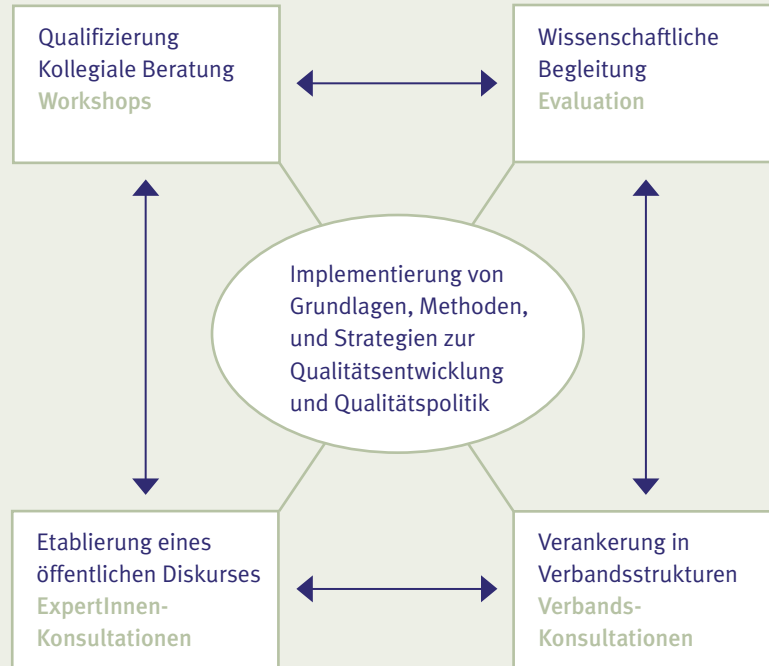 Qualifizierung
Kollegiale Beratung
Workshops
Wissenschaftliche
Begleitung
Evaluation
Implementierung von
Grundlagen, Methoden,
und Strategien zur
Qualitätsentwicklung
und Qualitätspolitik
Etablierung eines
öffentlichen Diskurses
ExpertInnen-
Konsultationen
Verankerung in
Verbandsstrukturen
Verbands-
Konsultationen